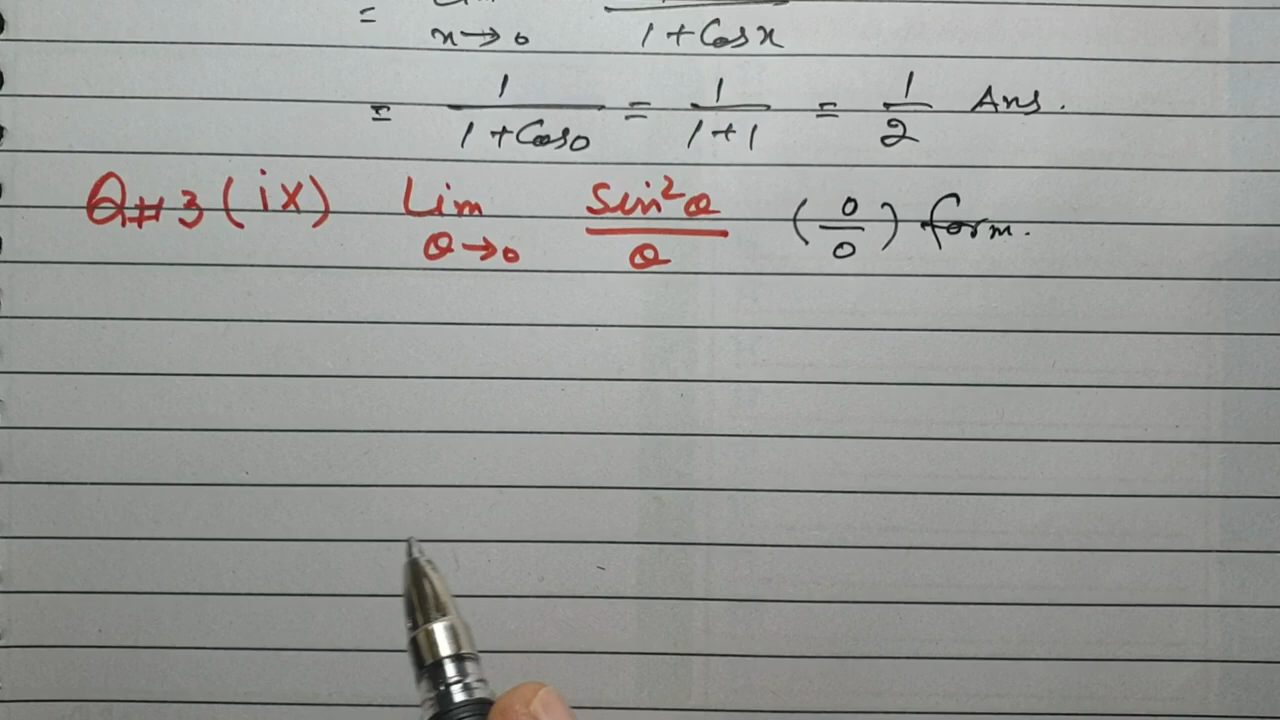 =
x→0 1+Cosx
= 1/(1+Cos0) = 1/(1+1) = 1/2 Ans.
Q#3(ix) Lim θ→0 Sin²θ/θ (0/0) form.